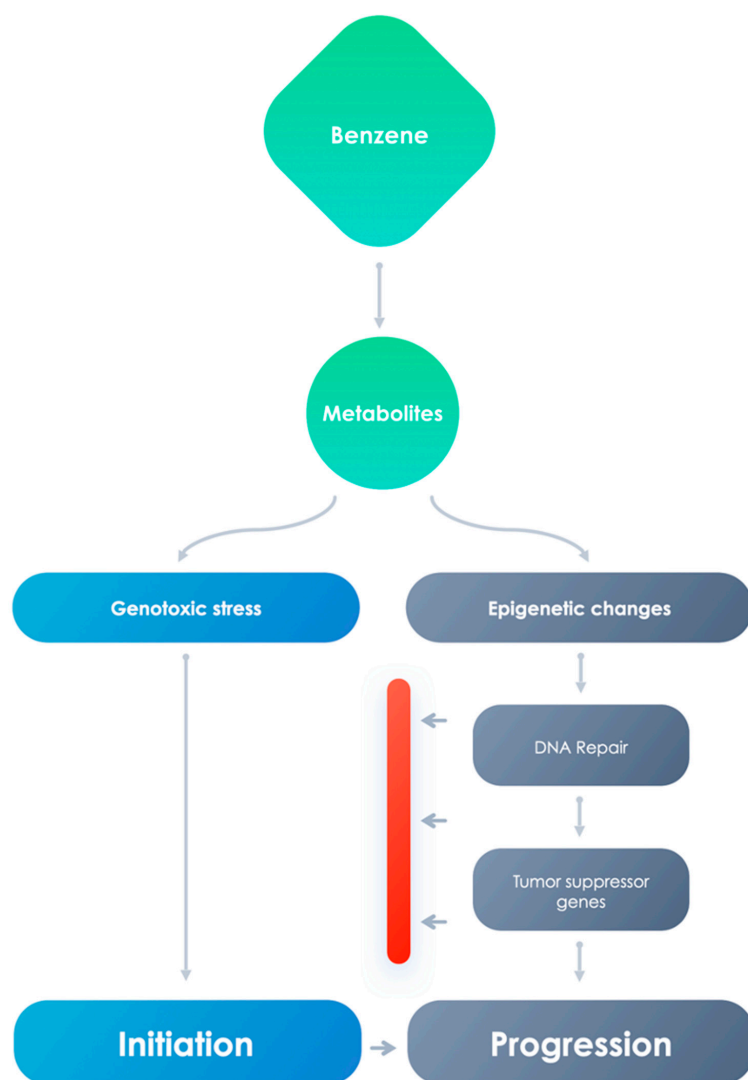 Benzene
Metabolites
Genotoxic stress
Epigenetic changes
DNA Repair
Tumor suppressor
genes
Initiation
Progression